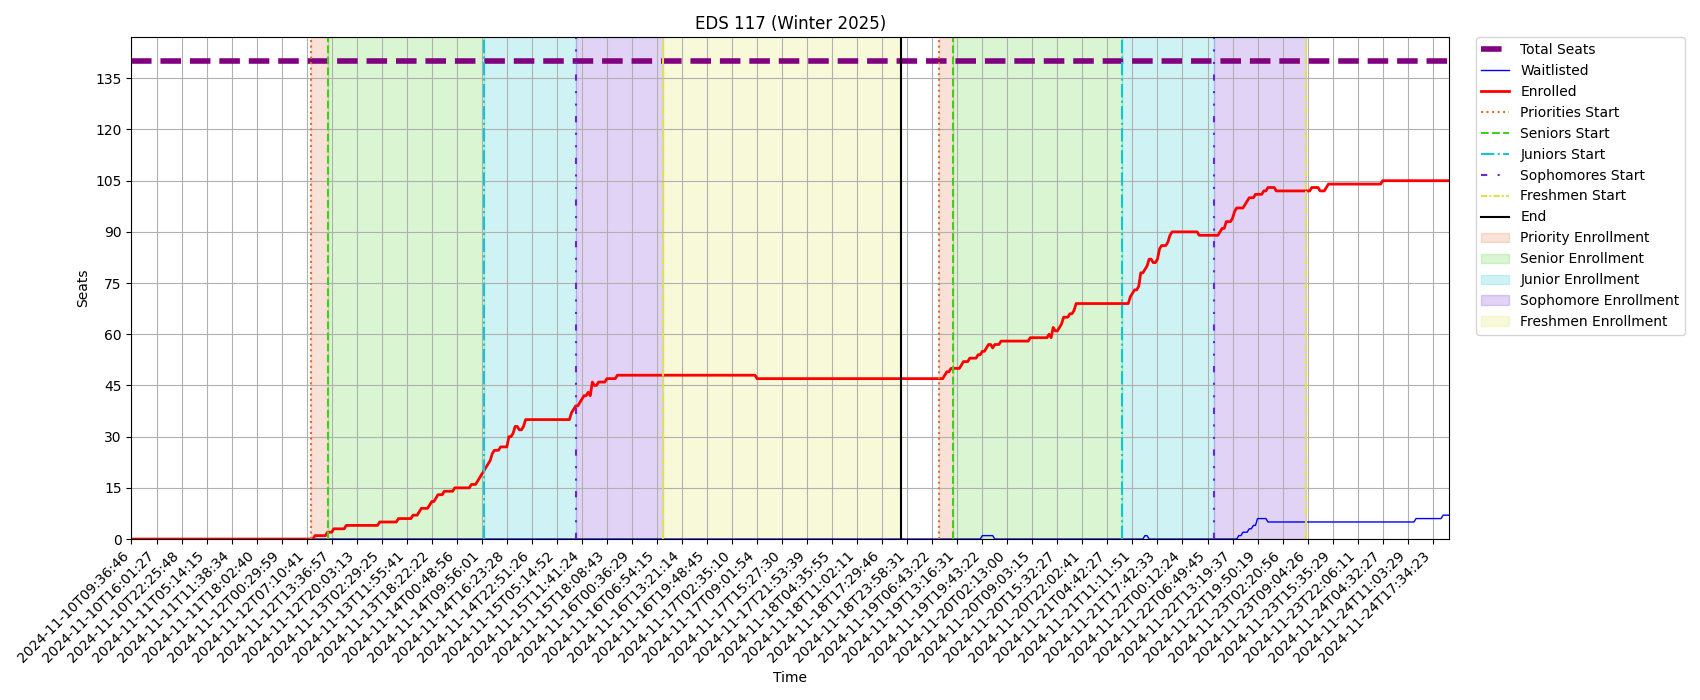 EDS 117 (Winter 2025)
Total Seats
Waitlisted
Enrolled
Priorities Start
Seniors Start
Juniors Start
Sophomores Start
Freshmen Start
End
Priority Enrollment
Senior Enrollment
Junior Enrollment
Sophomore Enrollment
Freshmen Enrollment
Seats
135
120
105
90
75
60
45
30
15
0
2024-11-10T09:36:46
2024-11-10T16:01:27
2024-11-10T22:25:48
2024-11-11T05:14:15
2024-11-11T11:38:34
2024-11-11T18:02:40
2024-11-12T00:29:59
2024-11-12T07:10:41
2024-11-12T13:36:57
2024-11-12T20:03:13
2024-11-13T02:29:25
2024-11-13T11:55:41
2024-11-13T18:22:22
2024-11-14T00:48:56
2024-11-14T09:56:01
2024-11-14T16:23:28
2024-11-14T22:51:26
2024-11-15T05:14:52
2024-11-15T11:41:24
2024-11-15T18:08:43
2024-11-16T00:36:29
2024-11-16T06:54:15
2024-11-16T13:21:14
2024-11-16T19:48:45
2024-11-17T02:35:10
2024-11-17T09:01:54
2024-11-17T15:27:30
2024-11-17T21:53:39
2024-11-18T04:35:55
2024-11-18T11:02:11
2024-11-18T17:29:46
2024-11-18T23:58:31
2024-11-19T06:43:22
2024-11-19T13:16:31
2024-11-19T19:43:22
2024-11-20T02:13:00
2024-11-20T09:03:15
2024-11-20T15:32:27
2024-11-20T22:02:41
2024-11-21T04:42:27
2024-11-21T11:11:51
2024-11-21T17:42:33
2024-11-22T00:12:24
2024-11-22T06:49:45
2024-11-22T13:19:37
2024-11-22T19:50:19
2024-11-23T02:20:56
2024-11-23T09:04:26
2024-11-23T15:35:29
2024-11-23T22:06:11
2024-11-24T04:32:27
2024-11-24T11:03:29
2024-11-24T17:34:23
Time